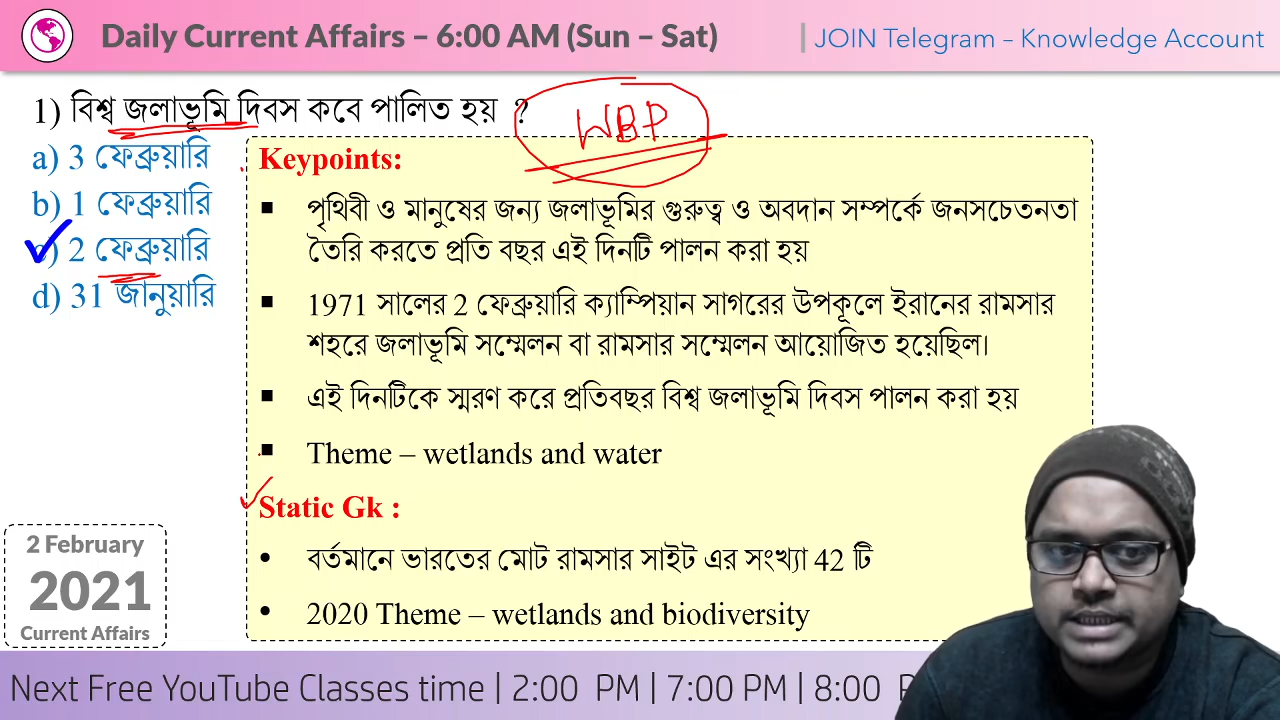 Daily Current Affairs – 6:00 AM (Sun – Sat)
JOIN Telegram – Knowledge Account
1) বিশ্ব জলাভূমি দিবস কবে পালিত হয় ?
WBP
a) 3 ফেব্রুয়ারি
b) 1 ফেব্রুয়ারি
c) 2 ফেব্রুয়ারি
d) 31 জানুয়ারি
Keypoints:
▪ পৃথিবী ও মানুষের জন্য জলাভূমির গুরুত্ব ও অবদান সম্পর্কে জনসচেতনতা
তৈরি করতে প্রতি বছর এই দিনটি পালন করা হয়
▪ 1971 সালের 2 ফেব্রুয়ারি ক্যাম্পিয়ান সাগরের উপকূলে ইরানের রামসার
শহরে জলাভূমি সম্মেলন বা রামসার সম্মেলন আয়োজিত হয়েছিল।
▪ এই দিনটিকে স্মরণ করে প্রতিবছর বিশ্ব জলাভূমি দিবস পালন করা হয়
▪ Theme – wetlands and water
Static Gk :
• বর্তমানে ভারতের মোট রামসার সাইট এর সংখ্যা 42 টি
• 2020 Theme – wetlands and biodiversity
2 February
2021
Current Affairs
Next Free YouTube Classes time | 2:00 PM | 7:00 PM | 8:00